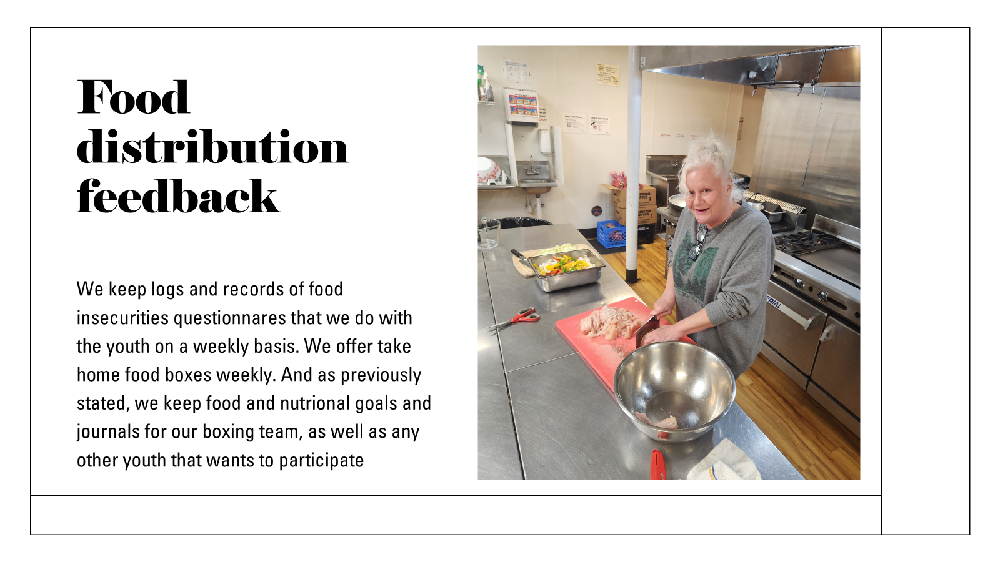 Food
distribution
feedback
We keep logs and records of food
insecurities questionnares that we do with
the youth on a weekly basis. We offer take
home food boxes weekly. And as previously
stated, we keep food and nutrional goals and
journals for our boxing team, as well as any
other youth that wants to participate